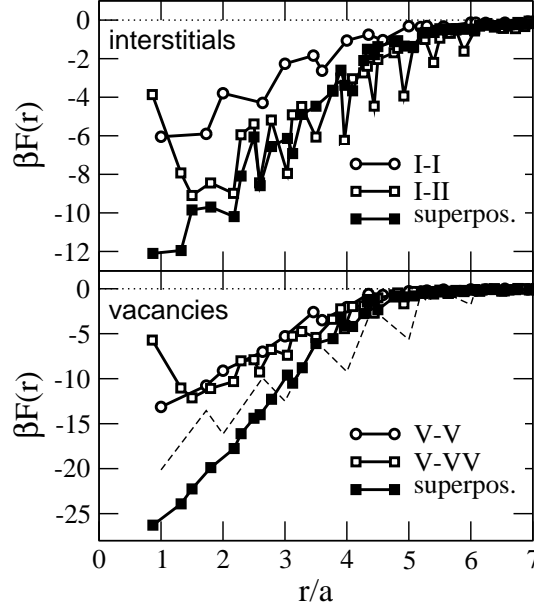 0
interstitials
-2
-4
-6
-8
-10
-12
βF(r)
I-I
I-II
superpos.
0
vacancies
-5
-10
-15
-20
-25
βF(r)
V-V
V-VV
superpos.
0 1 2 3 4 5 6 7
r/a